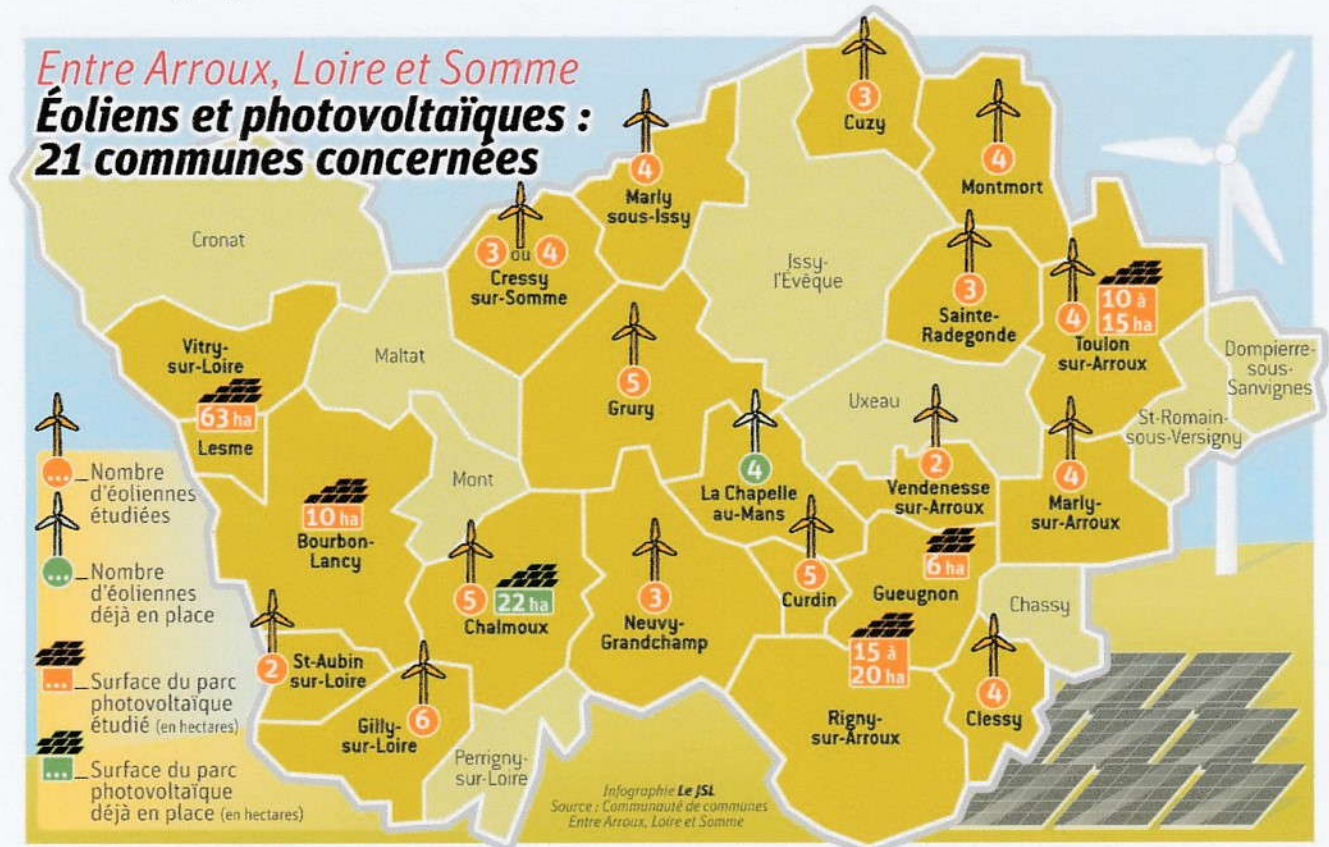 Entre Arroux, Loire et Somme
Éoliens et photovoltaïques :
21 communes concernées
3
Cuzy
4
Montmort
4
Marly
sous-Issy
Cronat
3 ou 4
Cressy
sur-Somme
Issy-
l'Evêque
3
Sainte-
Radegonde
4
10 à
15 ha
Toulon
sur-Arroux
Dompierre-
sous-
Sanvignes
Vitry-
sur-Loire
Maltat
63 ha
Lesme
5
Grury
Uxeau
St-Romain-
sous-Versigny
4
La Chapelle
au-Mans
2
Vendenesse
sur-Arroux
4
Marly-
sur-Arroux
Mont
10 ha
Bourbon-
Lancy
5
22 ha
Chalmoux
3
Neuvy-
Grandchamp
5
Curdin
6 ha
Gueugnon
Chassy
2
St-Aubin
sur-Loire
6
Gilly-
sur-Loire
Perrigny-
sur-Loire
15 à
20 ha
Rigny-
sur-Arroux
4
Clessy
... Nombre
d'éoliennes
étudiées
... Nombre
d'éoliennes
déjà en place
... Surface du parc
photovoltaïque
étudié (en hectares)
... Surface du parc
photovoltaïque
déjà en place (en hectares)
Infographie Le JSL
Source : Communauté de communes
Entre Arroux, Loire et Somme